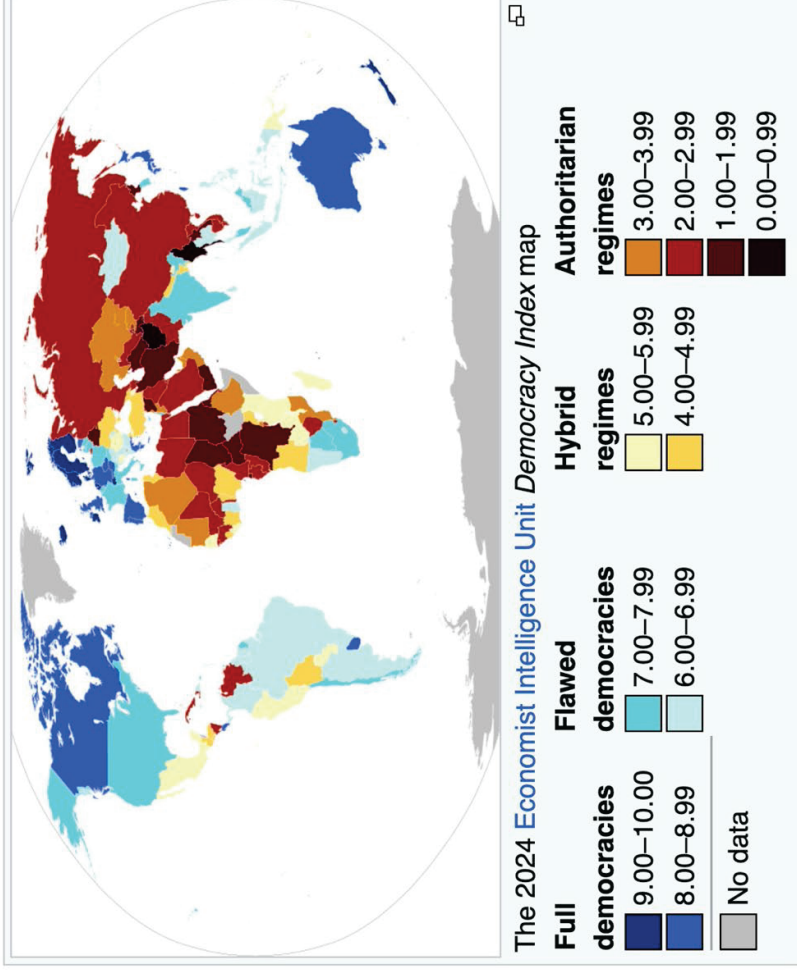 The 2024 Economist Intelligence Unit Democracy Index map
Full
democracies
9.00–10.00
8.00–8.99
No data
Flawed
democracies
7.00–7.99
6.00–6.99
Hybrid
regimes
5.00–5.99
4.00–4.99
Authoritarian
regimes
3.00–3.99
2.00–2.99
1.00–1.99
0.00–0.99